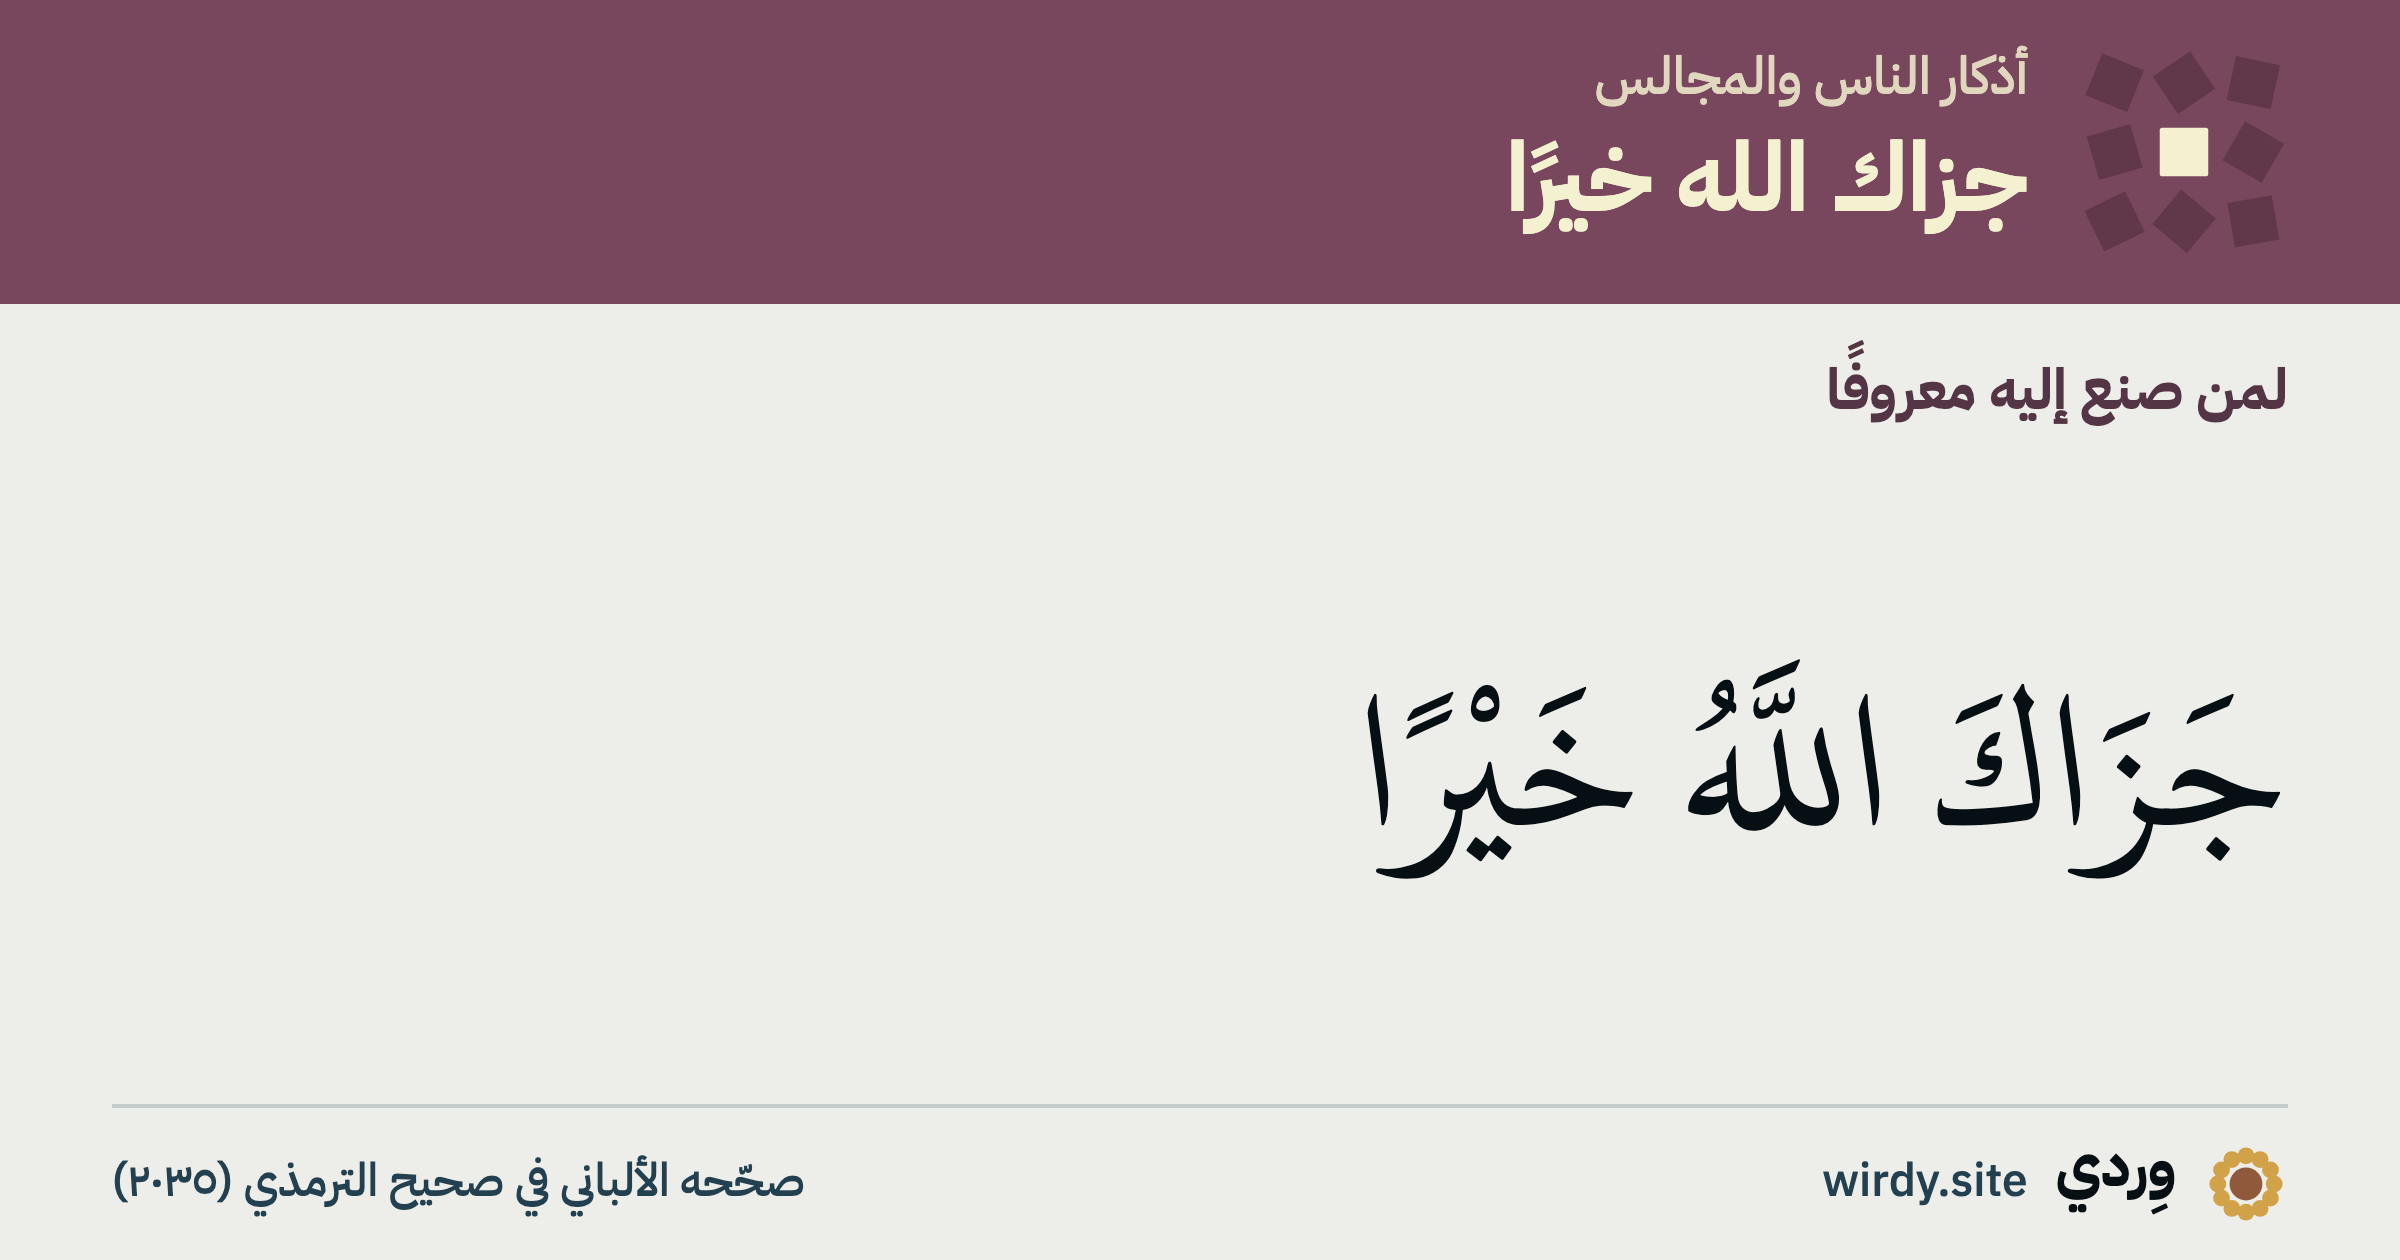 أذكار الناس والمجالس
جزاك الله خيرًا
لمن صنع إليه معروفًا
جَزَاكَ اللَّهُ خَيْرًا
وِردي wirdy.site
صحّحه الألباني في صحيح الترمذي (٢٠٣٥)